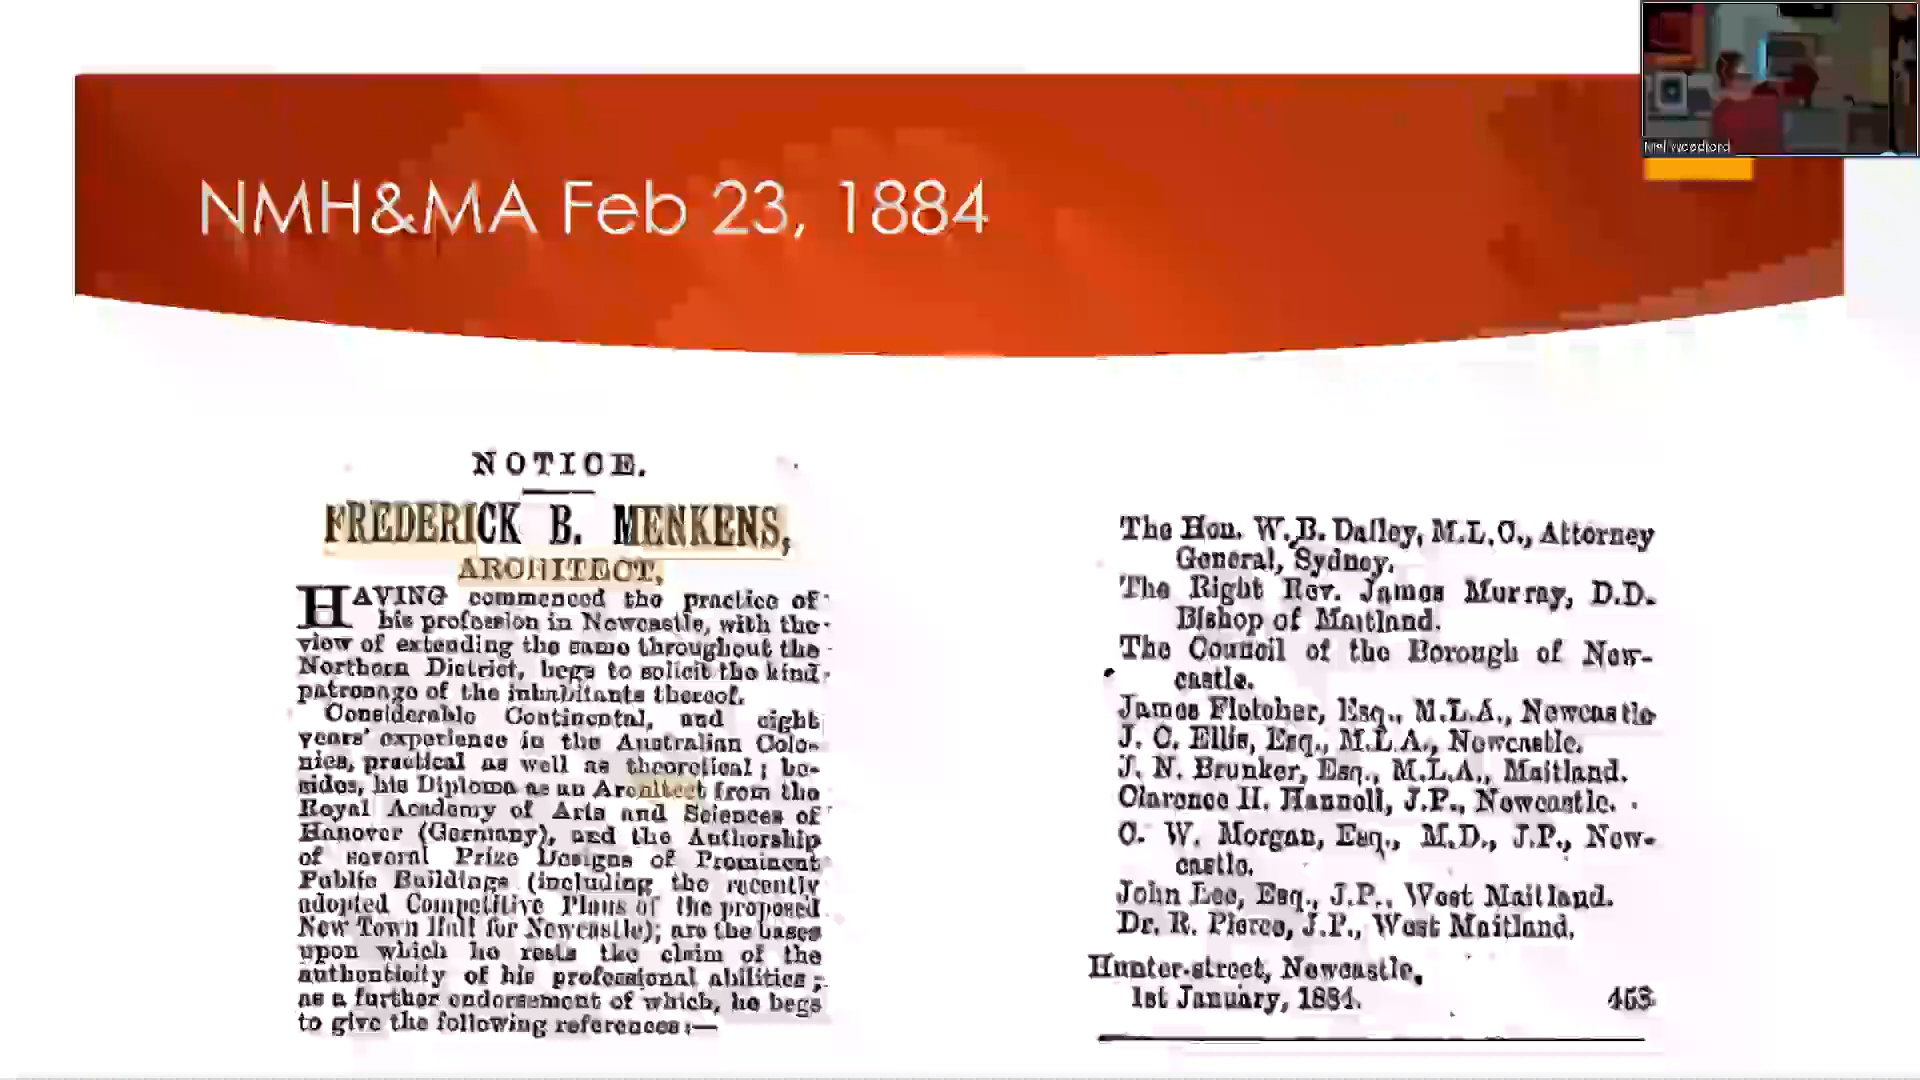 NMH&MA Feb 23, 1884
NOTICE.
FREDERICK B. MENKENS,
ARCHITECT,
HAVING commenced the practice of
his profession in Newcastle, with the
view of extending the same throughout the
Northern District, begs to solicit the kind
patronage of the inhabitants thereof.
Considerable Continental, and eight
years' experience in the Australian Colo-
nies, practical as well as theoretical; be-
sides, his Diploma as an Architect from the
Royal Academy of Arts and Sciences of
Hanover (Germany), and the Authorship
of several Prize Designs of Prominent
Public Buildings (including the recently
adopted Competitive Plans of the proposed
New Town Hall for Newcastle); are the bases
upon which he rests the claim of the
authenticity of his professional abilities;
as a further endorsement of which, he begs
to give the following references:—
The Hon. W. B. Dalley, M.L.C., Attorney
General, Sydney.
The Right Rev. James Murray, D.D.
Bishop of Maitland.
The Council of the Borough of New-
castle.
James Fletcher, Esq., M.L.A., Newcastle
J. C. Ellis, Esq., M.L.A., Newcastle.
J. N. Brunker, Esq., M.L.A., Maitland.
Clarence H. Hannell, J.P., Newcastle.
C. W. Morgan, Esq., M.D., J.P., New-
castle.
John Lee, Esq., J.P., West Maitland.
Dr. R. Pierce, J.P., West Maitland.
Hunter-street, Newcastle,
1st January, 1884. 453